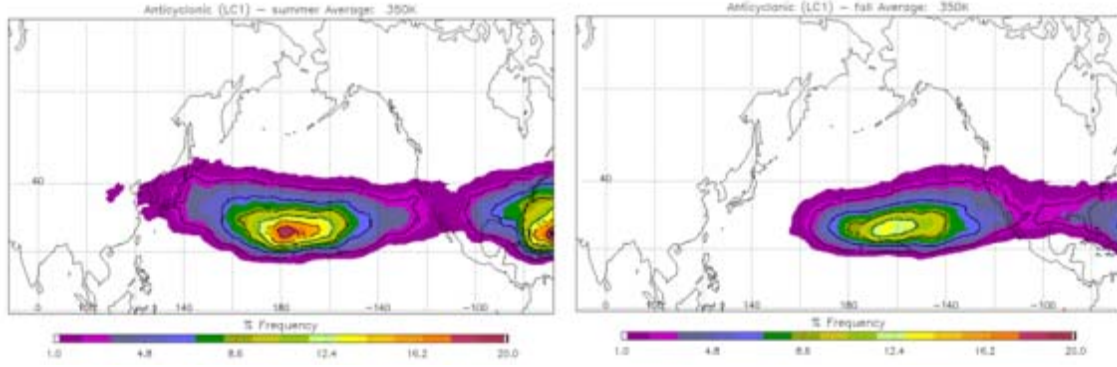 Anticyclonic (LC1) – summer Average: 350K
40
0
140
180
-140
-100
% Frequency
1.0 4.8 8.6 12.4 16.2 20.0
Anticyclonic (LC1) – fall Average: 350K
40
0
140
180
-140
-100
% Frequency
1.0 4.8 8.6 12.4 16.2 20.0